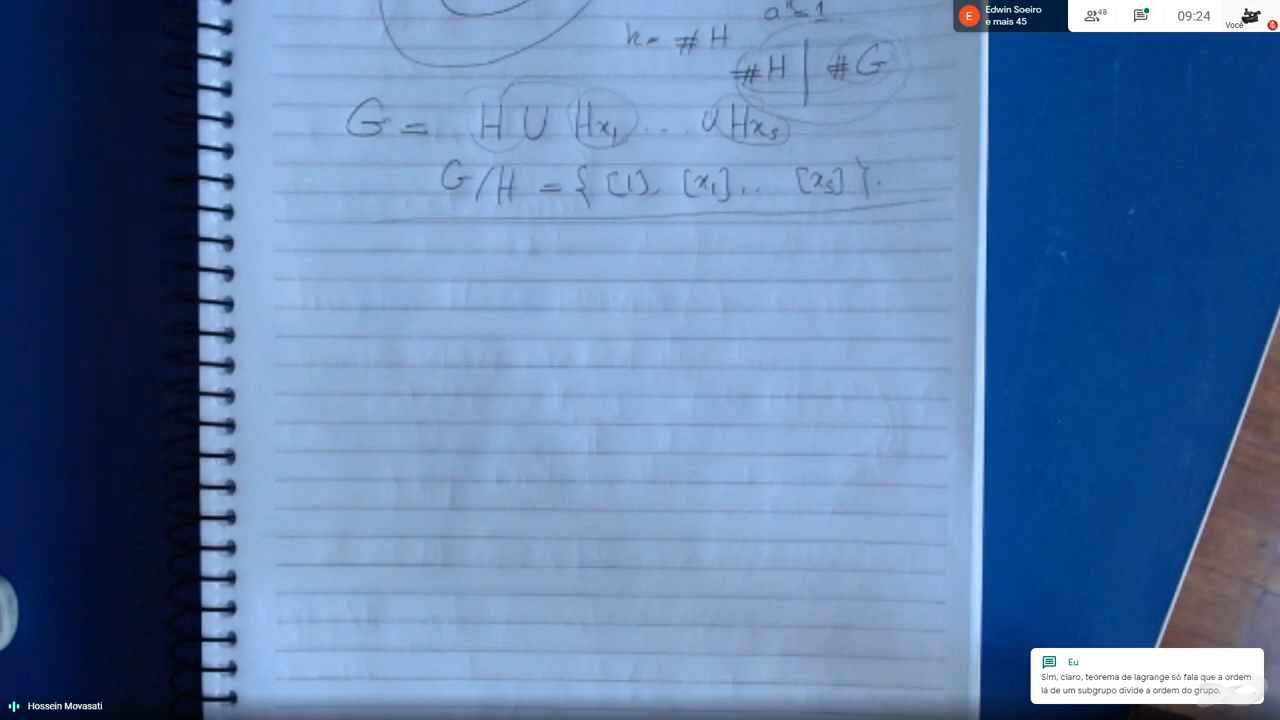 Edwin Soeiro
e mais 45
48
09:24
Você
E
k = #H
#H | #G
G = H ∪ Hx₁ .. ∪ Hxₛ
G/H = { [1], [x₁] .. [xₛ] }.
Eu
Sim, claro, teorema de lagrange só fala que a ordem
lá de um subgrupo divide a ordem do grupo.
Hossein Movasati